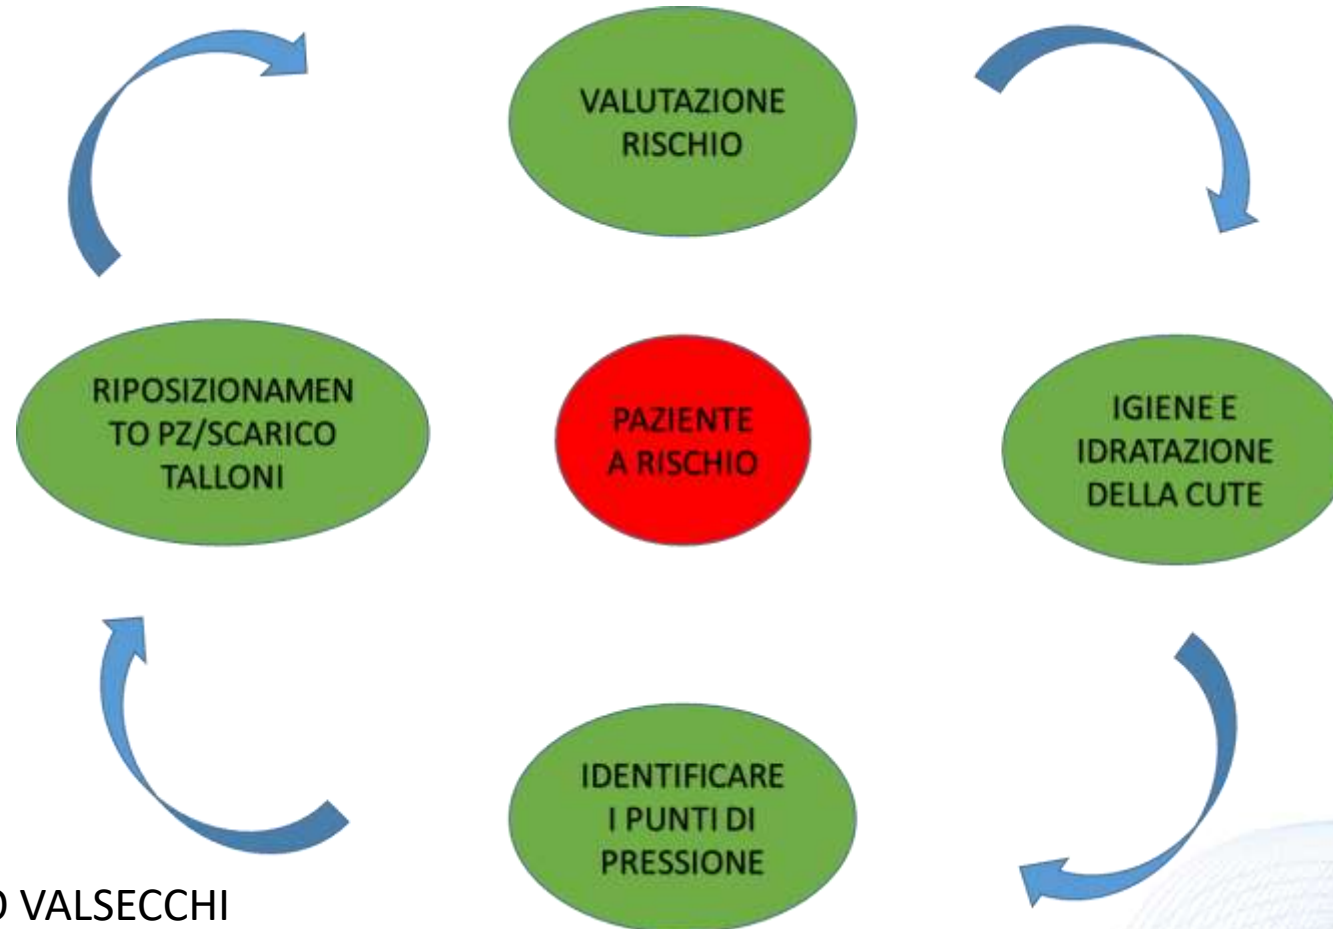 VALUTAZIONE
RISCHIO
RIPOSIZIONAMEN
TO PZ/SCARICO
TALLONI
PAZIENTE
A RISCHIO
IGIENE E
IDRATAZIONE
DELLA CUTE
IDENTIFICARE
I PUNTI DI
PRESSIONE
O VALSECCHI